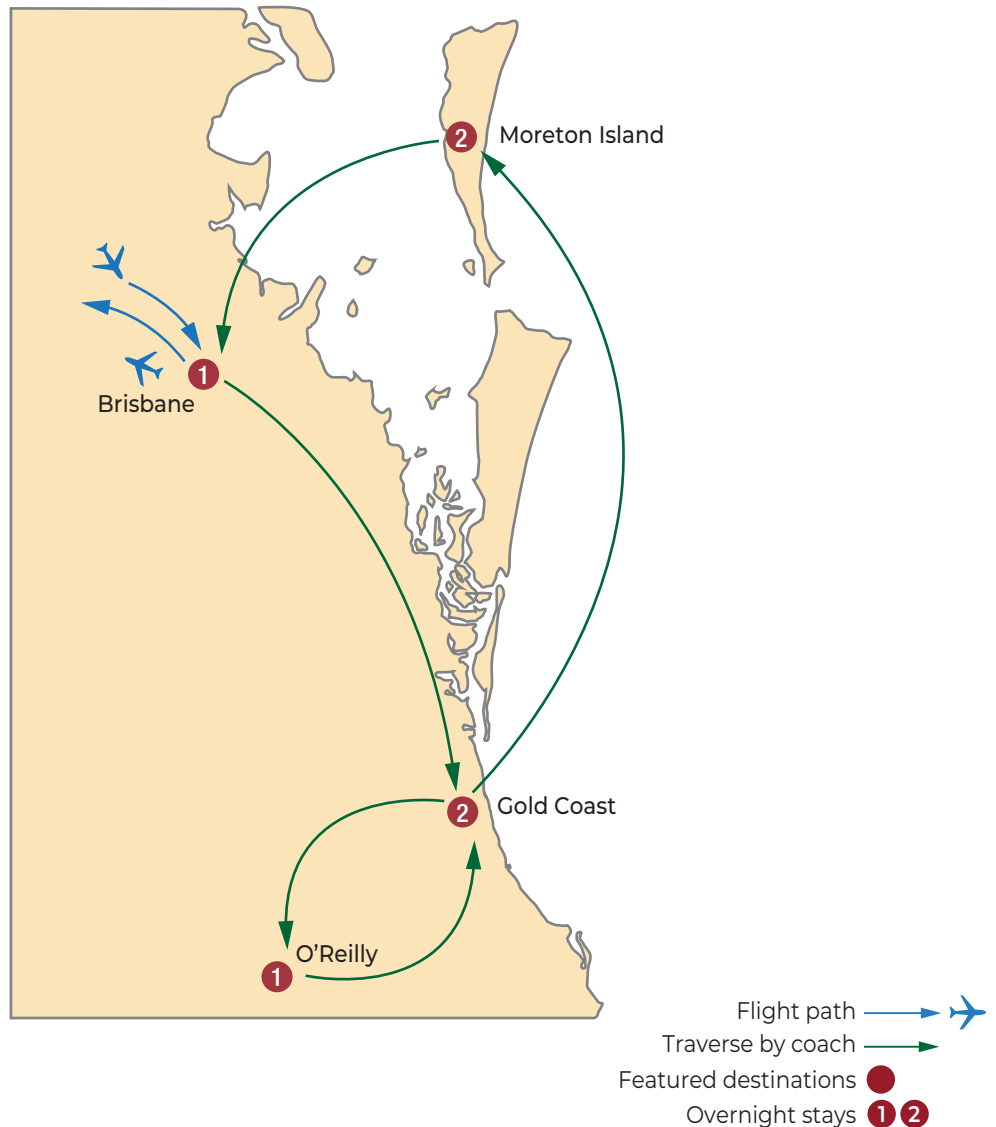 2
Moreton Island
1
Brisbane
2
Gold Coast
O’Reilly
1
Flight path
Traverse by coach
Featured destinations
Overnight stays 1 2